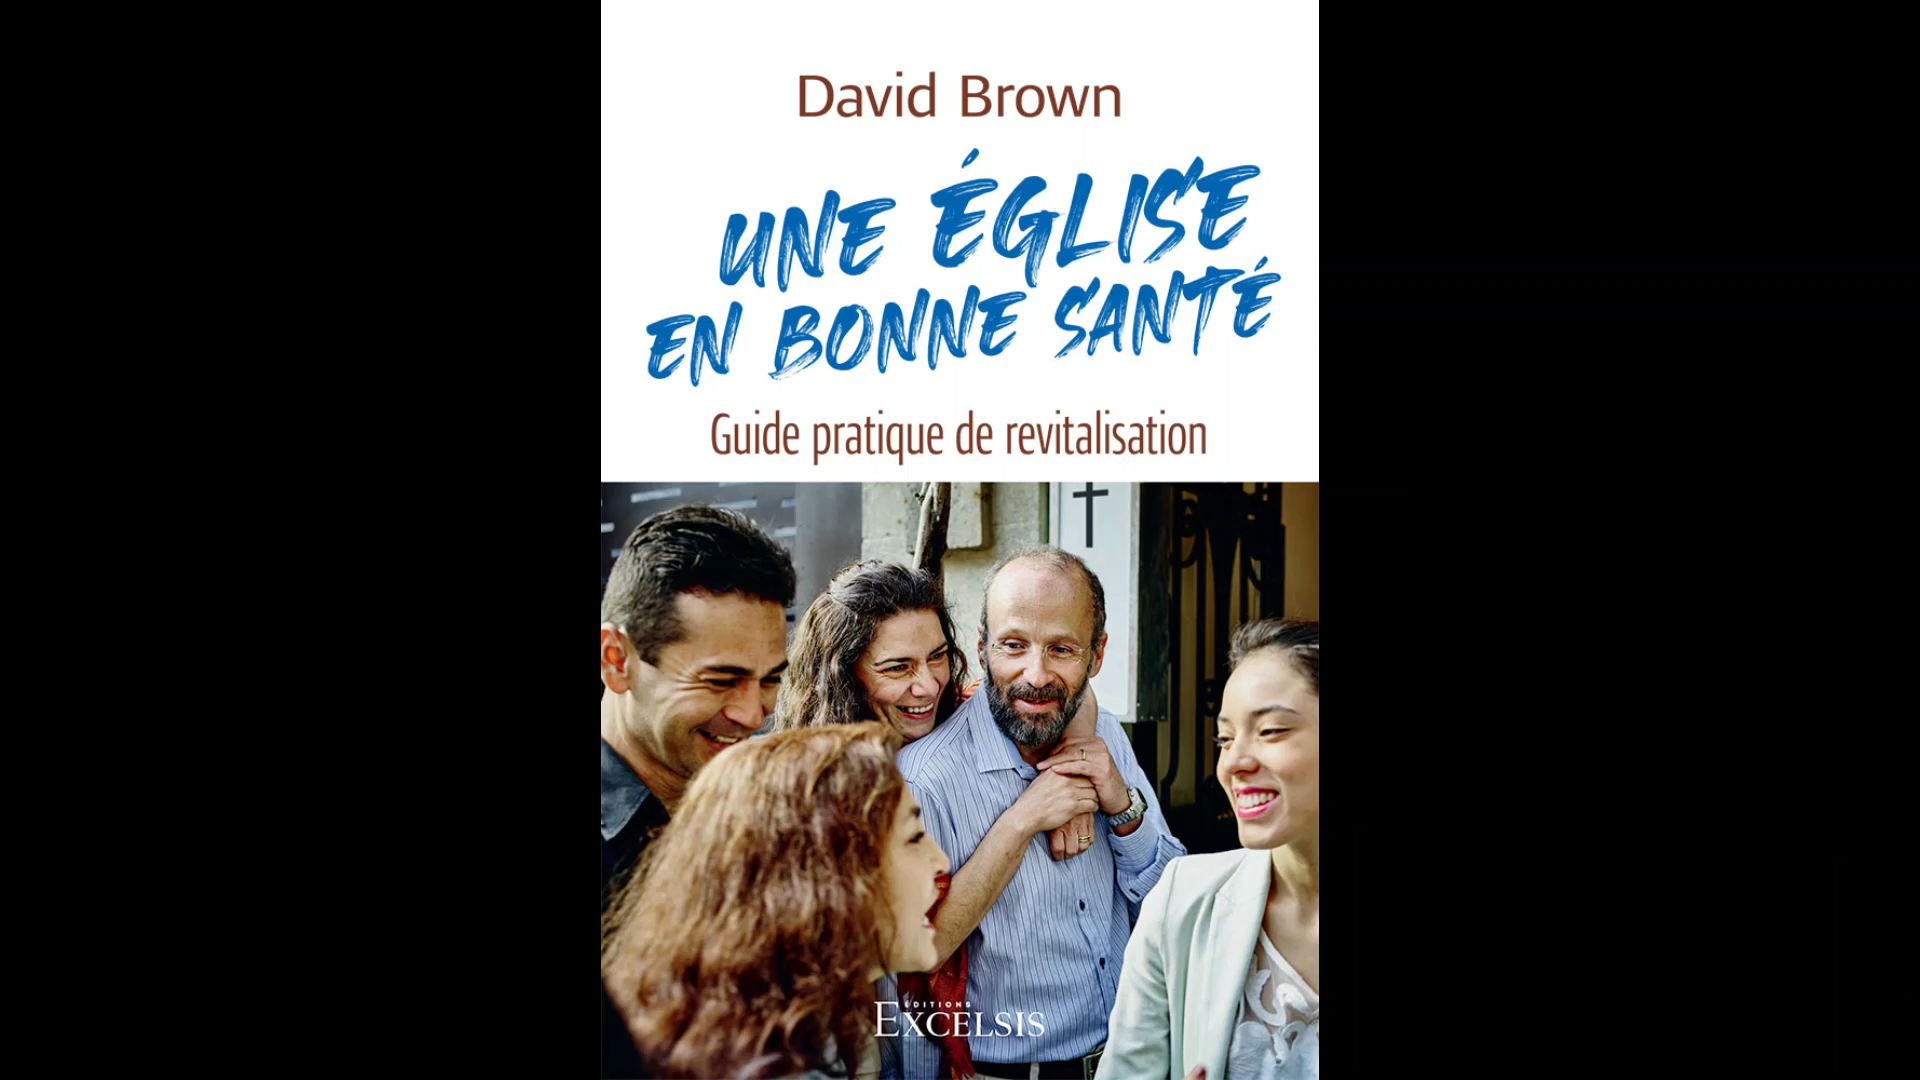 David Brown
UNE ÉGLISE
EN BONNE SANTÉ
Guide pratique de revitalisation
ÉDITIONS
EXCELSIS